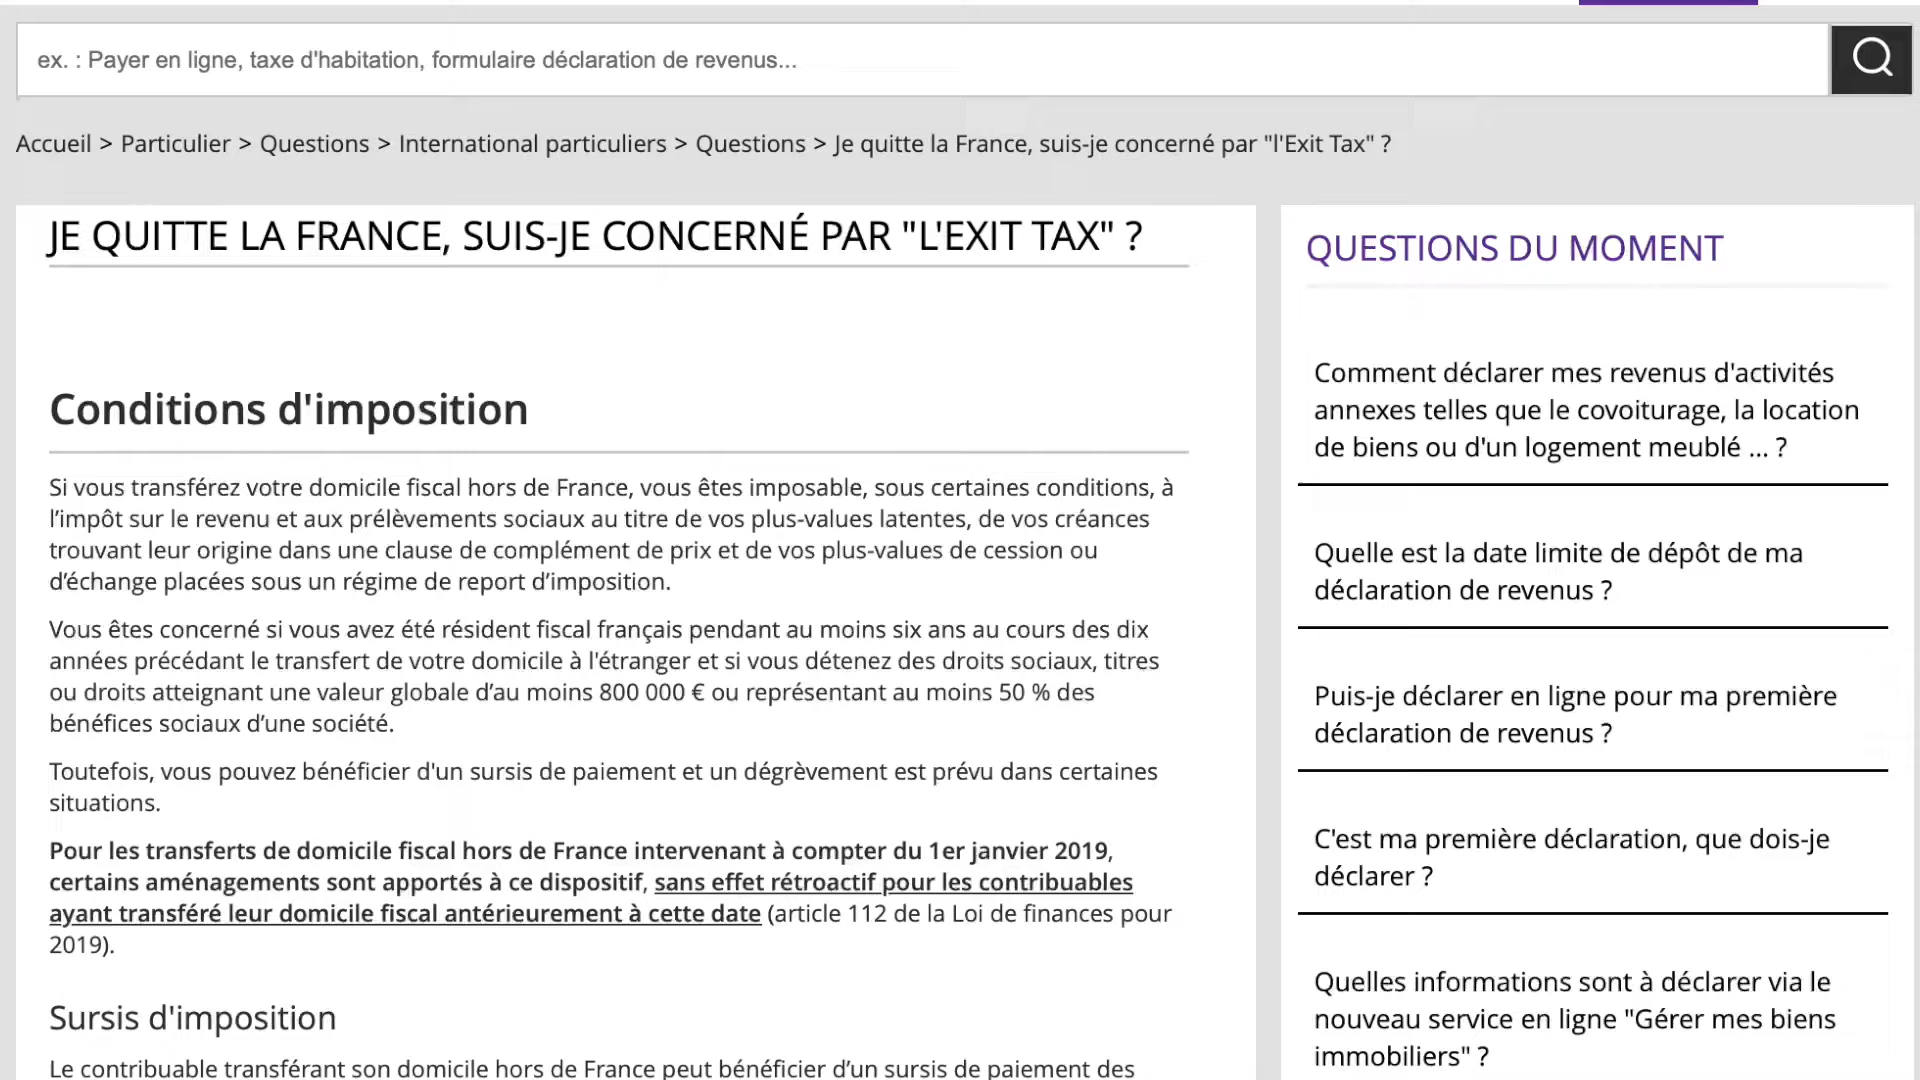 ex. : Payer en ligne, taxe d'habitation, formulaire déclaration de revenus...
Accueil > Particulier > Questions > International particuliers > Questions > Je quitte la France, suis-je concerné par "l'Exit Tax" ?
JE QUITTE LA FRANCE, SUIS-JE CONCERNÉ PAR "L'EXIT TAX" ?
Conditions d'imposition
Si vous transférez votre domicile fiscal hors de France, vous êtes imposable, sous certaines conditions, à
l’impôt sur le revenu et aux prélèvements sociaux au titre de vos plus-values latentes, de vos créances
trouvant leur origine dans une clause de complément de prix et de vos plus-values de cession ou
d’échange placées sous un régime de report d’imposition.
Vous êtes concerné si vous avez été résident fiscal français pendant au moins six ans au cours des dix
années précédant le transfert de votre domicile à l'étranger et si vous détenez des droits sociaux, titres
ou droits atteignant une valeur globale d’au moins 800 000 € ou représentant au moins 50 % des
bénéfices sociaux d’une société.
Toutefois, vous pouvez bénéficier d'un sursis de paiement et un dégrèvement est prévu dans certaines
situations.
Pour les transferts de domicile fiscal hors de France intervenant à compter du 1er janvier 2019,
certains aménagements sont apportés à ce dispositif, sans effet rétroactif pour les contribuables
ayant transféré leur domicile fiscal antérieurement à cette date (article 112 de la Loi de finances pour
2019).
Sursis d'imposition
Le contribuable transférant son domicile hors de France peut bénéficier d’un sursis de paiement des
QUESTIONS DU MOMENT
Comment déclarer mes revenus d'activités
annexes telles que le covoiturage, la location
de biens ou d'un logement meublé ... ?
Quelle est la date limite de dépôt de ma
déclaration de revenus ?
Puis-je déclarer en ligne pour ma première
déclaration de revenus ?
C'est ma première déclaration, que dois-je
déclarer ?
Quelles informations sont à déclarer via le
nouveau service en ligne "Gérer mes biens
immobiliers" ?